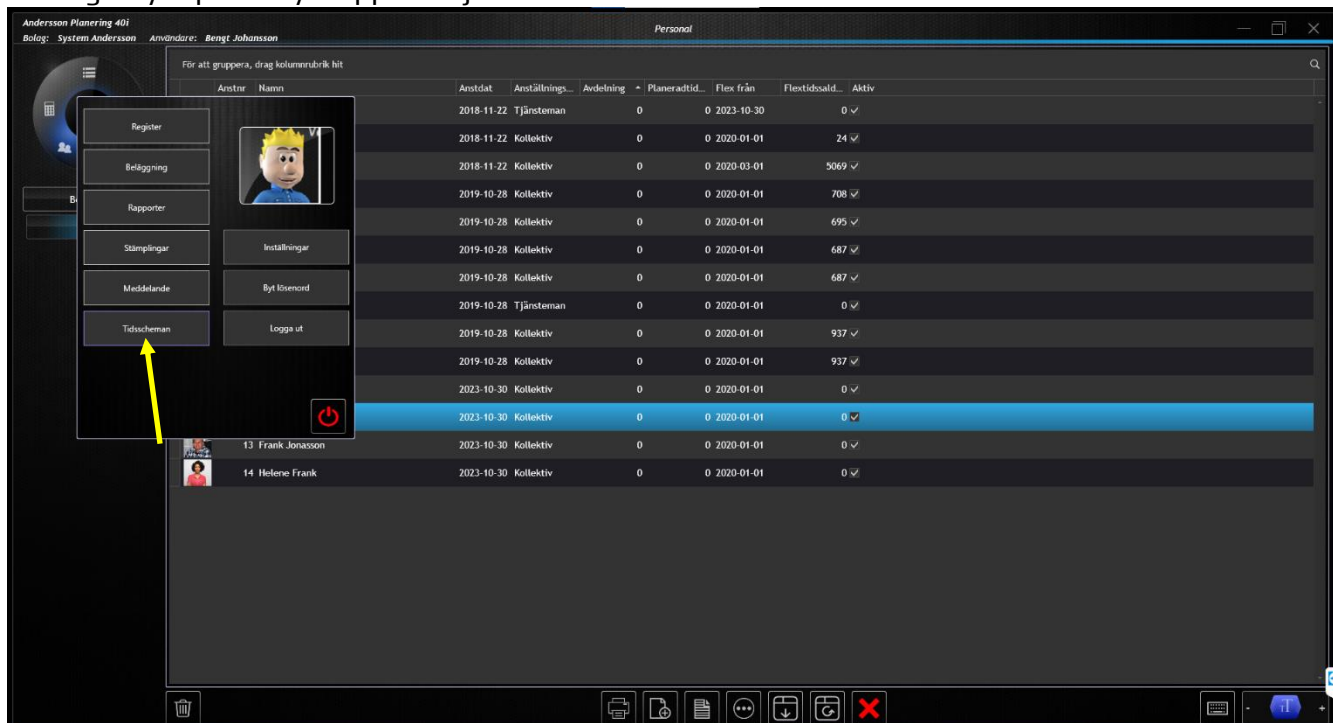 Andersson Planering 40i
Bolag: System Andersson Användare: Bengt Johansson
Personal
För att gruppera, drag kolumnrubrik hit
Anstnr Namn Anstdat Anställnings... Avdelning Planeradtid... Flex från Flextidssald... Aktiv
2018-11-22 Tjänsteman 0 0 2023-10-30 0
2018-11-22 Kollektiv 0 0 2020-01-01 24
2018-11-22 Kollektiv 0 0 2020-03-01 5069
2019-10-28 Kollektiv 0 0 2020-01-01 708
2019-10-28 Kollektiv 0 0 2020-01-01 695
2019-10-28 Kollektiv 0 0 2020-01-01 687
2019-10-28 Kollektiv 0 0 2020-01-01 687
2019-10-28 Tjänsteman 0 0 2020-01-01 0
2019-10-28 Kollektiv 0 0 2020-01-01 937
2019-10-28 Kollektiv 0 0 2020-01-01 937
2023-10-30 Kollektiv 0 0 2020-01-01 0
2023-10-30 Kollektiv 0 0 2020-01-01 0
13 Frank Jonasson 2023-10-30 Kollektiv 0 0 2020-01-01 0
14 Helene Frank 2023-10-30 Kollektiv 0 0 2020-01-01 0
Register
Beläggning
Rapporter
Stämplingar Inställningar
Meddelande Byt lösenord
Tidsscheman Logga ut
- +